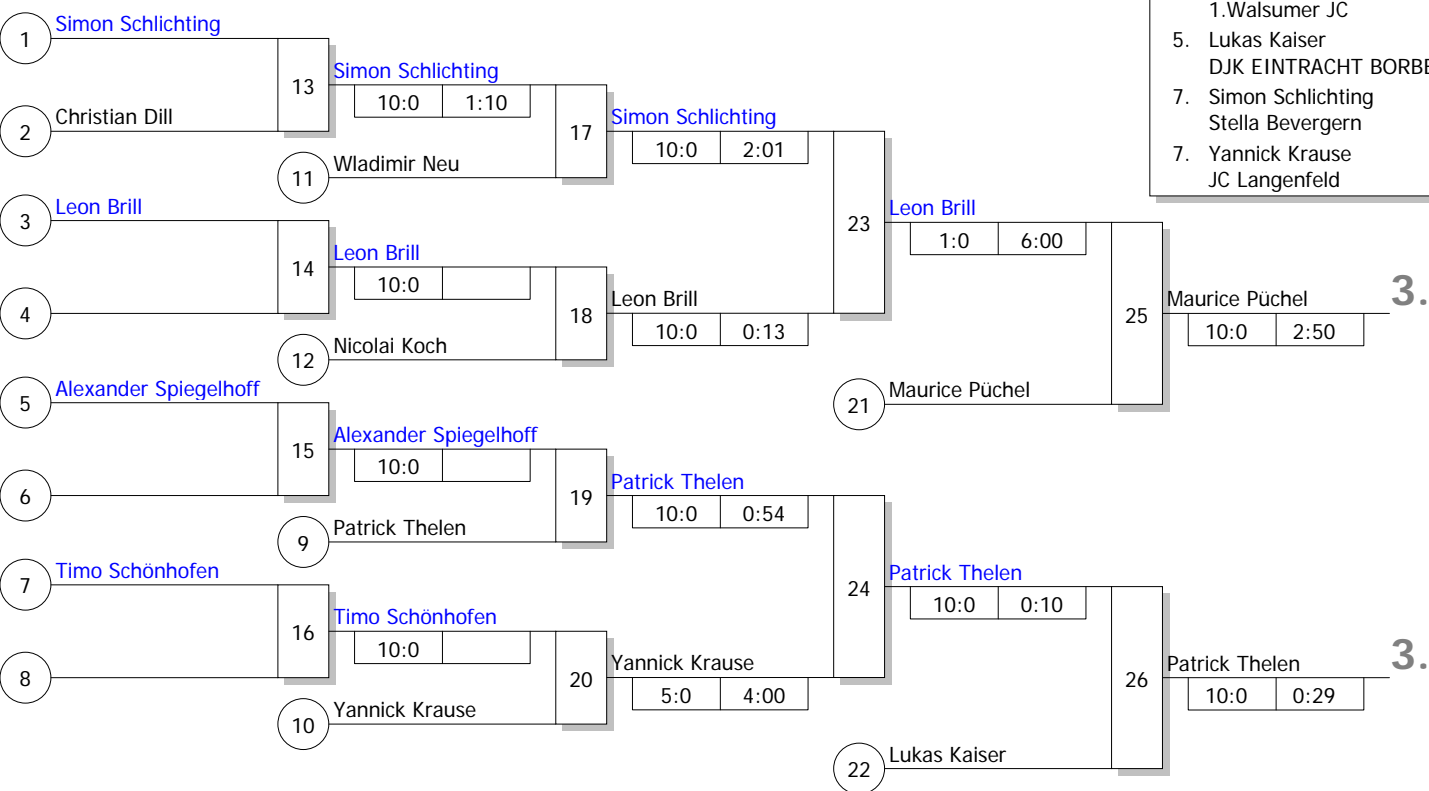 1.Walsumer JC
5. Lukas Kaiser
DJK EINTRACHT BORBE
7. Simon Schlichting
Stella Bevergern
7. Yannick Krause
JC Langenfeld
1 Simon Schlichting
13 Simon Schlichting
10:0 1:10
2 Christian Dill
17 Simon Schlichting
10:0 2:01
11 Wladimir Neu
3 Leon Brill
23 Leon Brill
1:0 6:00
14 Leon Brill
10:0
4
18 Leon Brill
10:0 0:13
12 Nicolai Koch
25 Maurice Püchel 3.
10:0 2:50
5 Alexander Spiegelhoff
21 Maurice Püchel
15 Alexander Spiegelhoff
10:0
6
19 Patrick Thelen
10:0 0:54
9 Patrick Thelen
7 Timo Schönhofen
24 Patrick Thelen
10:0 0:10
16 Timo Schönhofen
10:0
8
20 Yannick Krause
5:0 4:00
10 Yannick Krause
26 Patrick Thelen 3.
10:0 0:29
22 Lukas Kaiser